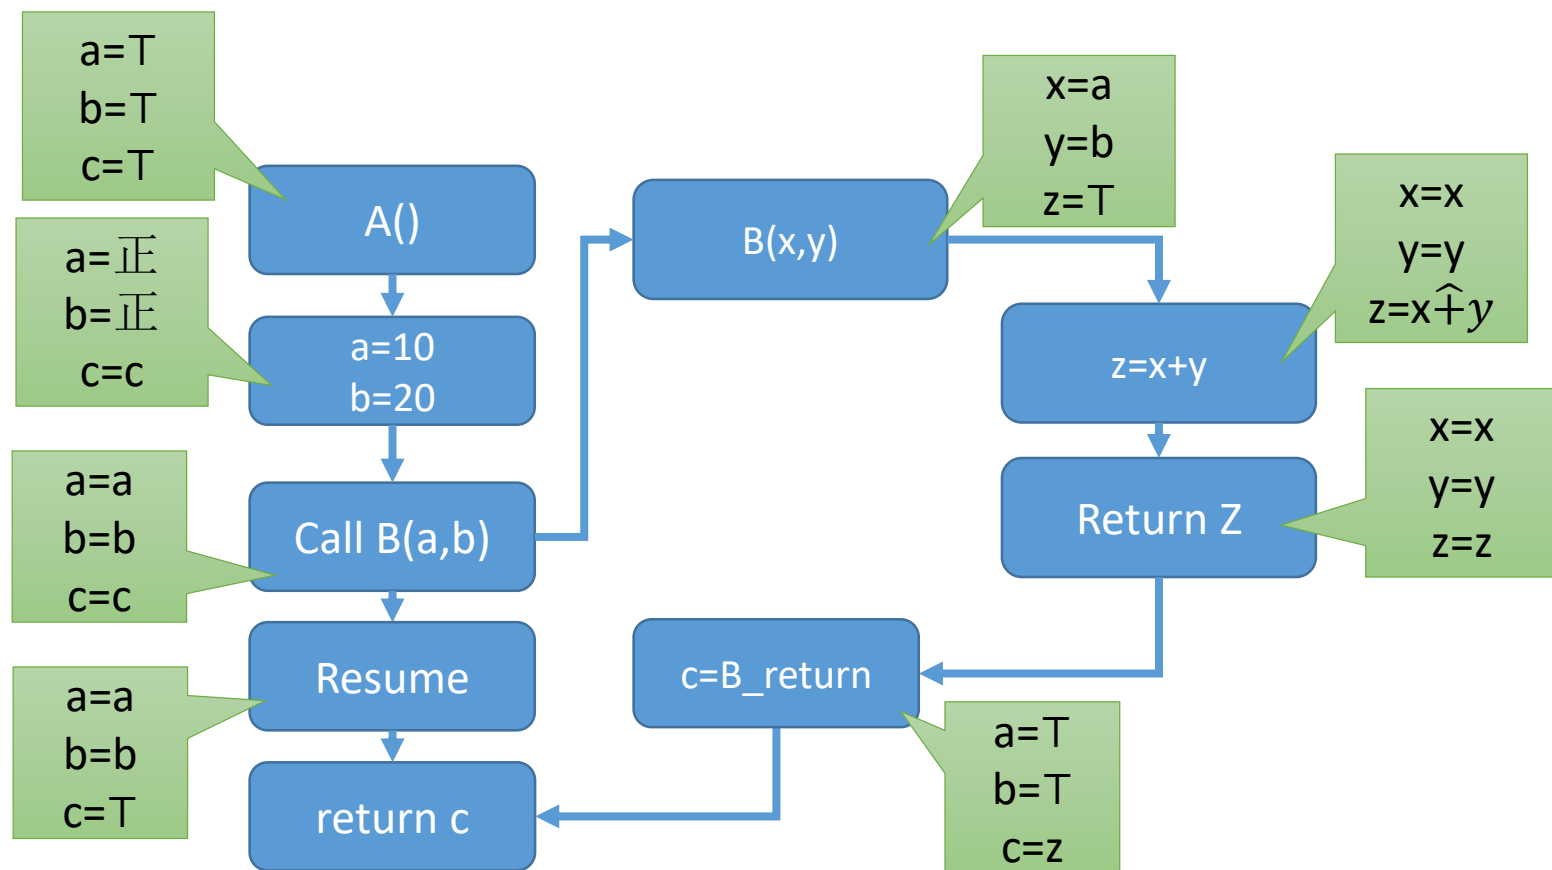 a=⊤
b=⊤
c=⊤
A()
a=正
b=正
c=c
a=10
b=20
a=a
b=b
c=c
Call B(a,b)
a=a
b=b
c=⊤
Resume
return c
x=a
y=b
z=⊤
B(x,y)
x=x
y=y
z=x+̂y
z=x+y
x=x
y=y
z=z
Return Z
c=B_return
a=⊤
b=⊤
c=z